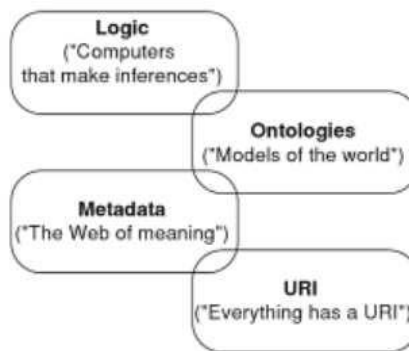 Logic
("Computers
that make inferences")
Ontologies
("Models of the world")
Metadata
("The Web of meaning")
URI
("Everything has a URI")